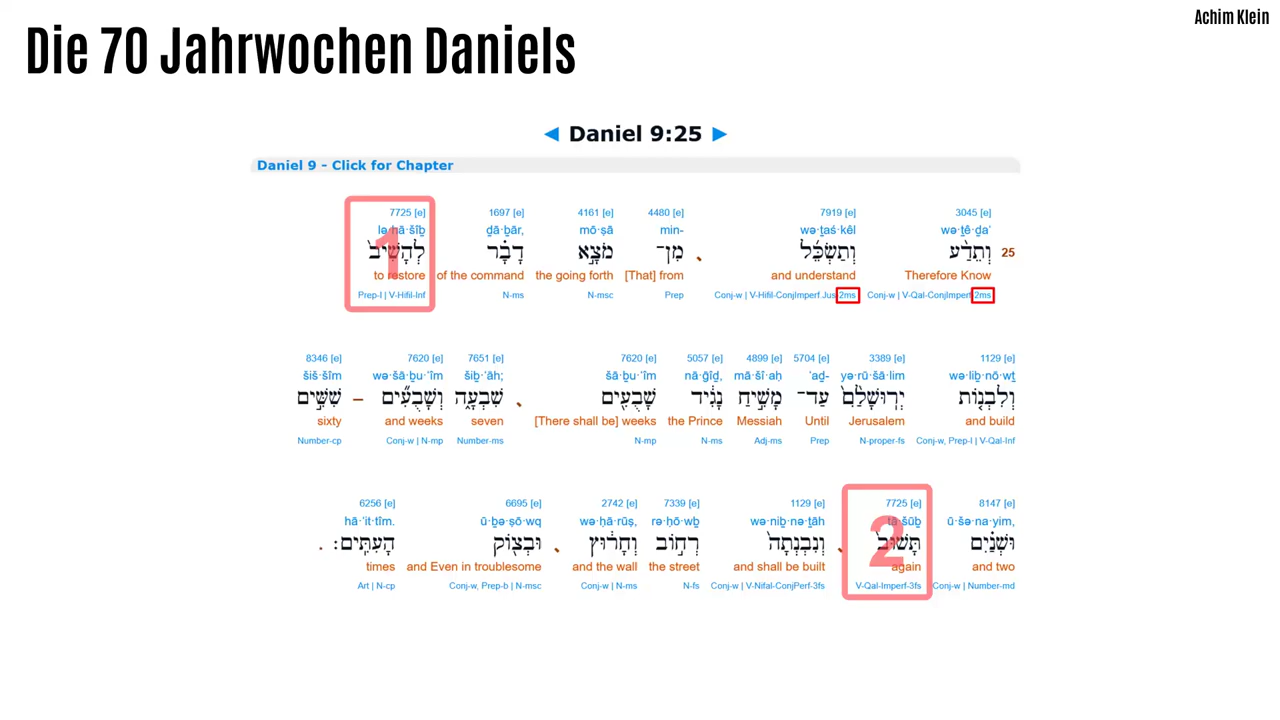 Achim Klein
Die 70 Jahrwochen Daniels
◄ Daniel 9:25 ►
Daniel 9 - Click for Chapter
3045 [e] 7919 [e] 4480 [e] 4161 [e] 1697 [e] 7725 [e]
wə·ṯê·ḏa‘ wə·ṯaś·kêl min- mō·ṣā ḏā·ḇār, lə·hā·šîḇ
25 וְתֵדַ֨ע וְתַשְׂכֵּ֜ל ، מִן־ מֹצָ֣א דָבָ֗ר לְהָשִׁיב֙ 1
Therefore Know and understand [That] from the going forth of the command to restore
Conj-w | V-Qal-ConjImperf 2ms Conj-w | V-Hifil-ConjImperf.Jus 2ms Prep N-msc N-ms Prep-l | V-Hifil-Inf
1129 [e] 3389 [e] 5704 [e] 4899 [e] 5057 [e] 7620 [e] 7651 [e] 7620 [e] 8346 [e]
wə·liḇ·nō·wṯ yə·rū·šā·lim ‘aḏ- mā·šî·aḥ nā·ḡîḏ, šā·ḇu·‘îm šiḇ·‘āh; wə·šā·ḇu·‘îm šiš·šîm
וְלִבְנ֤וֹת יְרֽוּשָׁלִַ֙ם֙ עַד־ מָשִׁ֣יחַ נָגִ֔יד שָׁבֻעִ֖ים ، שִׁבְעָ֑ה וְשָׁבֻעִ֞ים – שִׁשִּׁ֣ים
and build Jerusalem Until Messiah the Prince [There shall be] weeks seven and weeks sixty
Conj-w, Prep-l | V-Qal-Inf N-proper-fs Prep Adj-ms N-ms N-mp Number-ms Conj-w | N-mp Number-cp
8147 [e] 7725 [e] 1129 [e] 7339 [e] 2742 [e] 6695 [e] 6256 [e]
ū·šə·na·yim, tā·šūḇ wə·niḇ·nə·ṯāh rə·ḥō·wḇ wə·ḥā·rūṣ, ū·ḇə·ṣō·wq hā·‘it·tîm.
וּשְׁנַ֗יִם תָּשׁוּב֙ 2 ، וְנִבְנְתָה֙ רְח֣וֹב וְחָר֔וּץ ، וּבְצ֖וֹק הָעִתִּֽים׃ .
and two again and shall be built the street and the wall and Even in troublesome times
Conj-w | Number-md V-Qal-Imperf-3fs Conj-w | V-Nifal-ConjPerf-3fs N-fs Conj-w | N-ms Conj-w, Prep-b | N-msc Art | N-cp